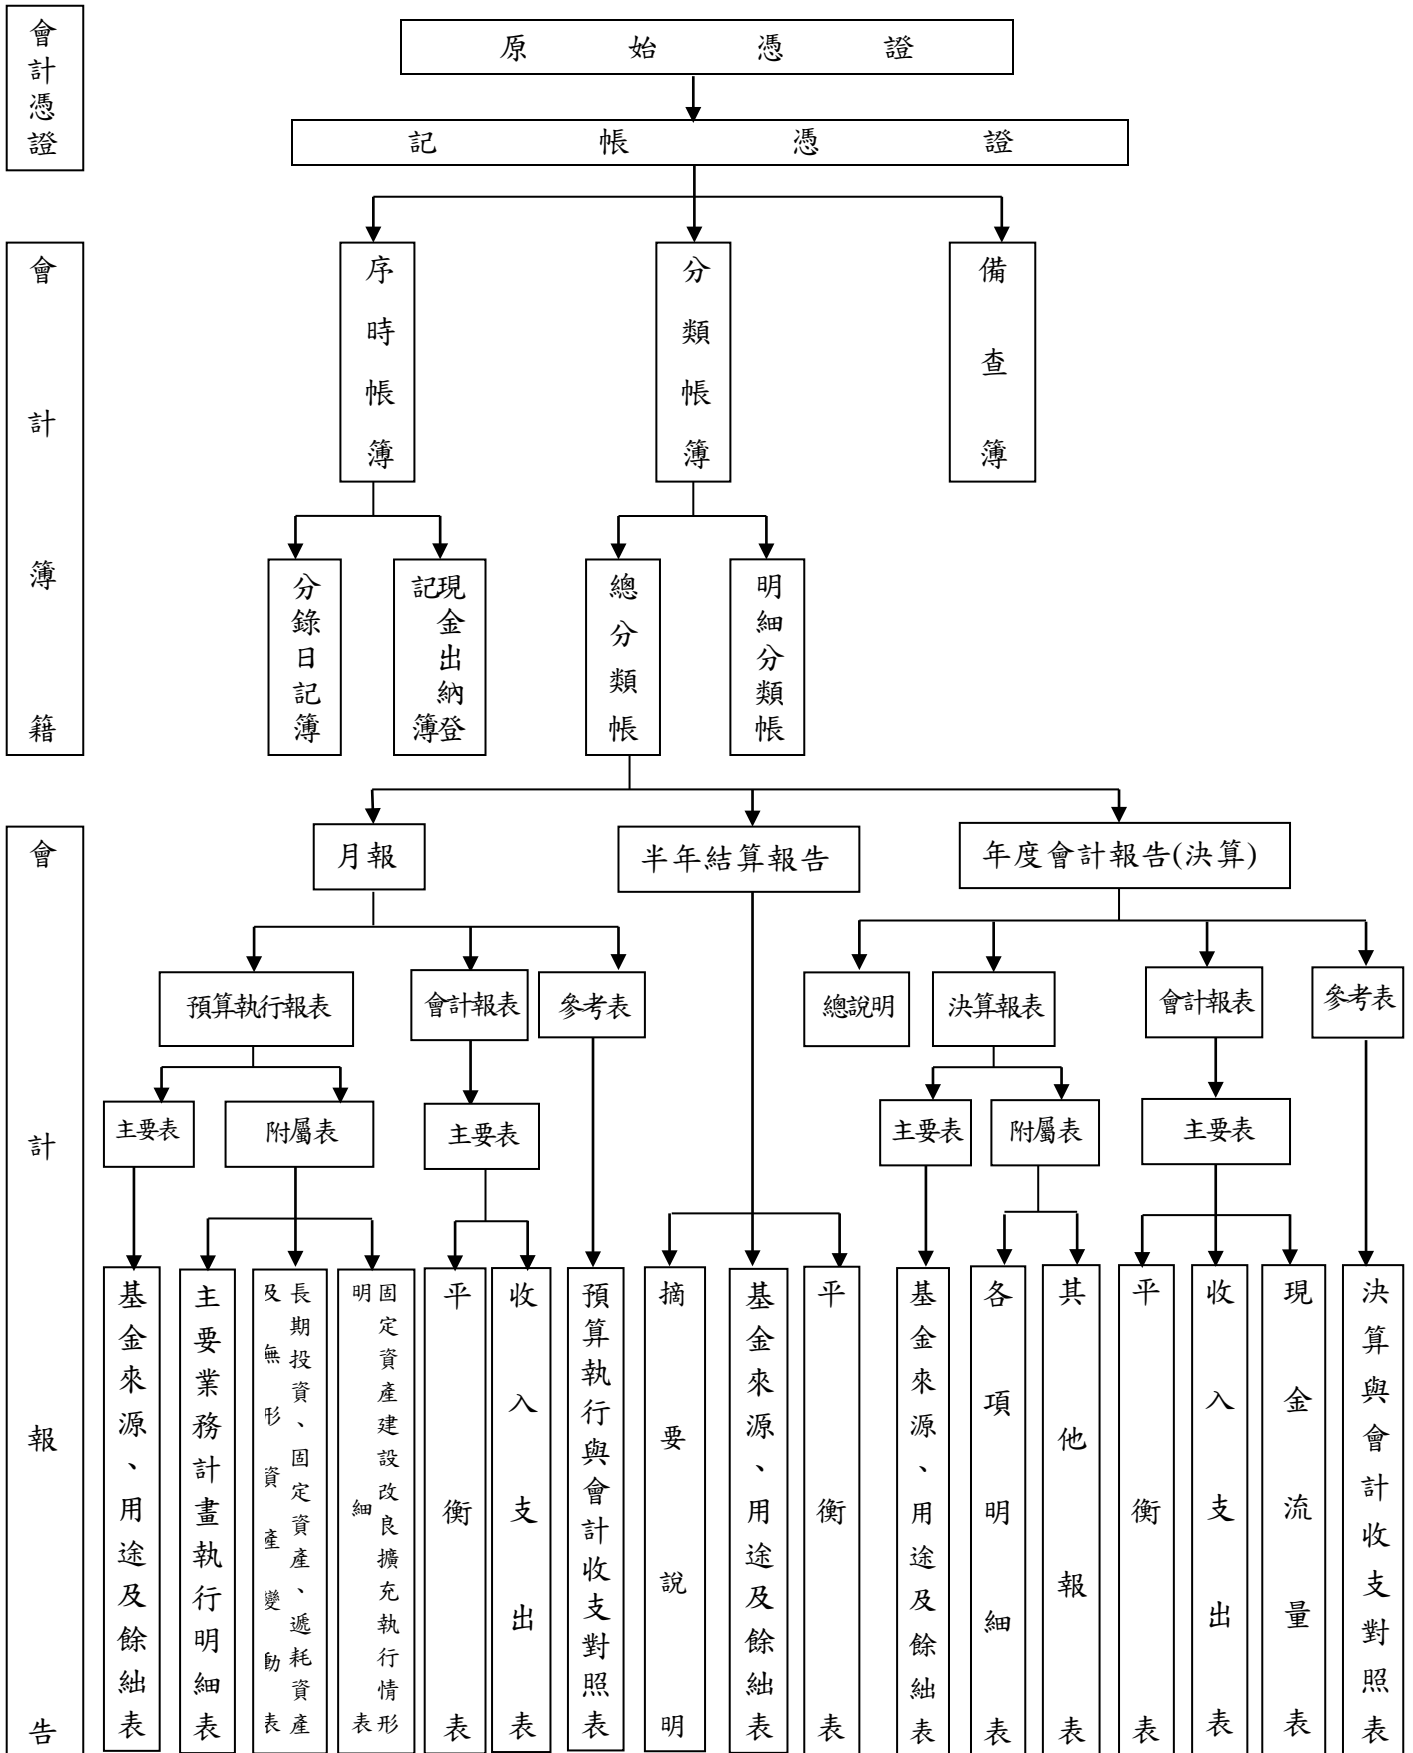 會計憑證
原始憑證
記帳憑證
會計簿籍
序時帳簿
分類帳簿
備查簿
分錄日記簿
現金出納登
記簿
總分類帳
明細分類帳
會計報告
月報
半年結算報告
年度會計報告(決算)
預算執行報表
會計報表
參考表
總說明
決算報表
會計報表
參考表
主要表
附屬表
主要表
主要表
附屬表
主要表
基金來源、用途及餘絀表
主要業務計畫執行明細表
長期投資、固定資產、遞耗資產
及無形資產變動表
固定資產建設改良擴充執行情形
明細表
平衡表
收入支出表
預算執行與會計收支對照表
摘要說明
基金來源、用途及餘絀表
平衡表
基金來源、用途及餘絀表
各項明細表
其他報表
平衡表
收入支出表
現金流量表
決算與會計收支對照表